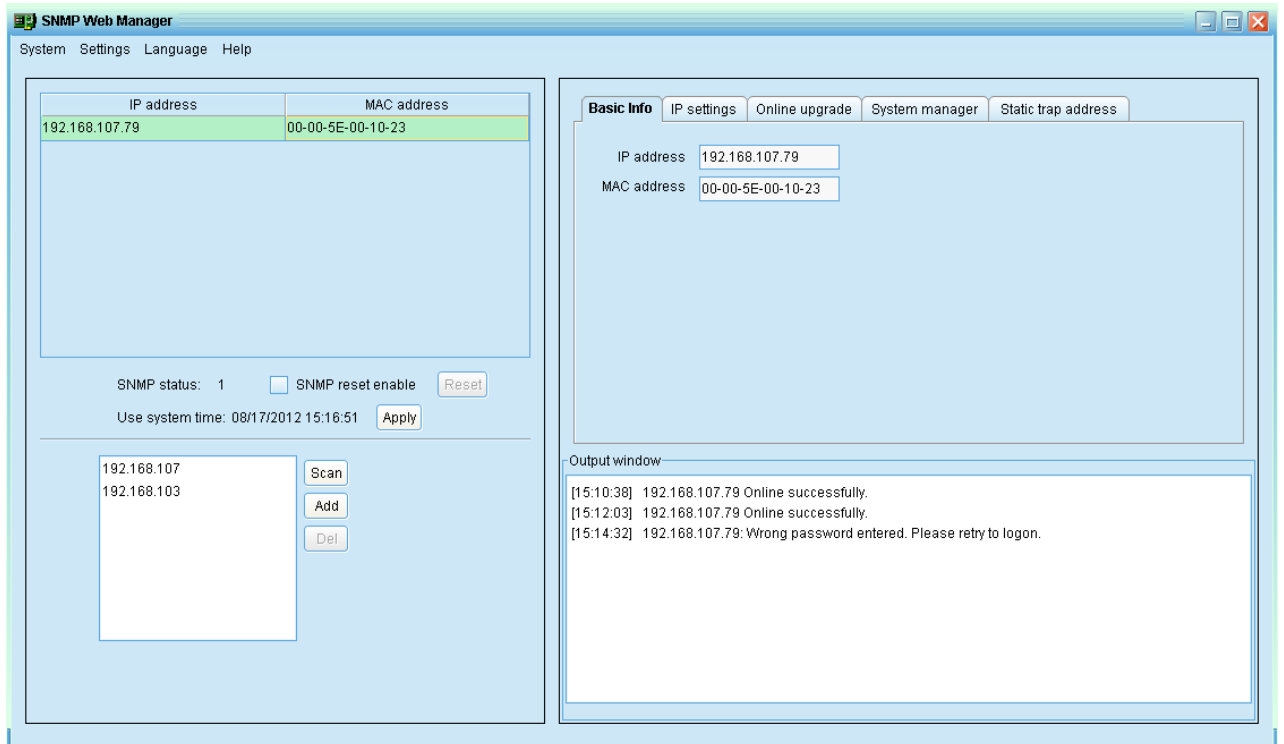 SNMP Web Manager
System Settings Language Help
IP address MAC address
192.168.107.79 00-00-5E-00-10-23
SNMP status: 1 SNMP reset enable Reset
Use system time: 08/17/2012 15:16:51 Apply
192.168.107
192.168.103
Scan
Add
Del
Basic Info IP settings Online upgrade System manager Static trap address
IP address 192.168.107.79
MAC address 00-00-5E-00-10-23
Output window
[15:10:38] 192.168.107.79 Online successfully.
[15:12:03] 192.168.107.79 Online successfully.
[15:14:32] 192.168.107.79: Wrong password entered. Please retry to logon.